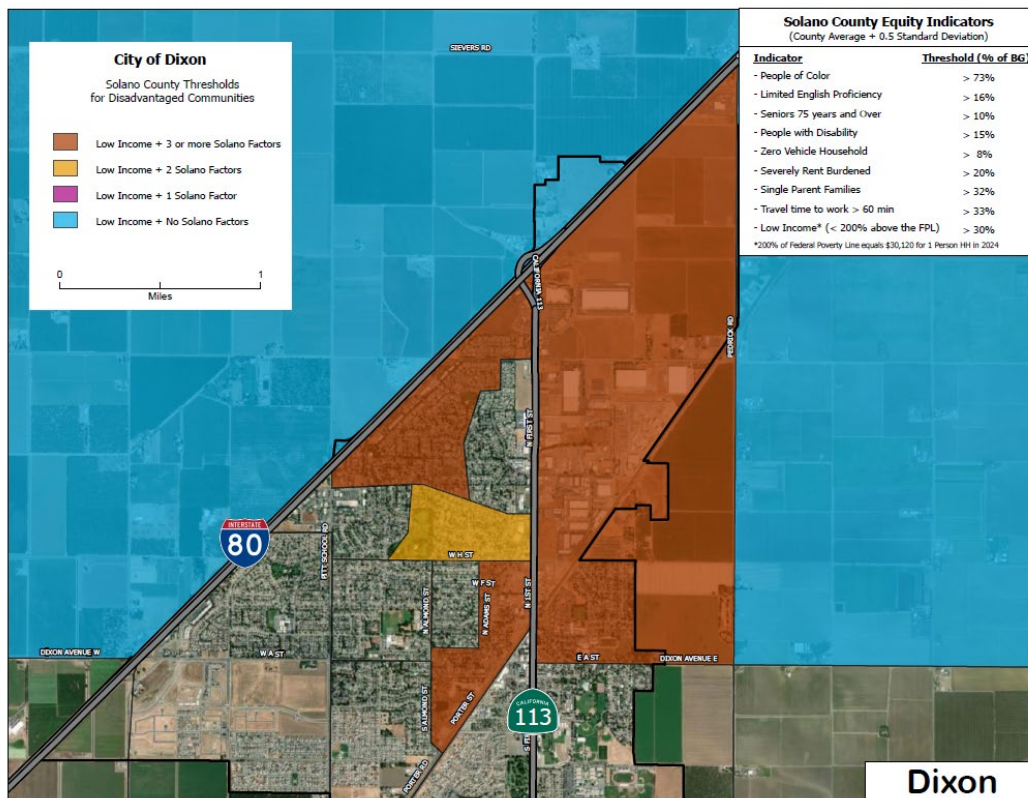 City of Dixon
Solano County Thresholds
for Disadvantaged Communities
Low Income + 3 or more Solano Factors
Low Income + 2 Solano Factors
Low Income + 1 Solano Factor
Low Income + No Solano Factors
0 1
Miles
Solano County Equity Indicators
(County Average + 0.5 Standard Deviation)
Indicator Threshold (% of BG)
- People of Color > 73%
- Limited English Proficiency > 16%
- Seniors 75 years and Over > 10%
- People with Disability > 15%
- Zero Vehicle Household > 8%
- Severely Rent Burdened > 20%
- Single Parent Families > 32%
- Travel time to work > 60 min > 33%
- Low Income* (< 200% above the FPL) > 30%
*200% of Federal Poverty Line equals $30,120 for 1 Person HH in 2024
SIEVERS RD
CALIFORNIA 113
PEDRICK RD
N FIRST ST
INTERSTATE
80
PITT SCHOOL RD
W H ST
W F ST
N ALMOND ST
N ADAMS ST
N 1ST ST
DIXON AVENUE W
W A ST
E A ST
DIXON AVENUE E
S ALMOND ST
PORTER ST
CALIFORNIA
113
PORTER RD
Dixon